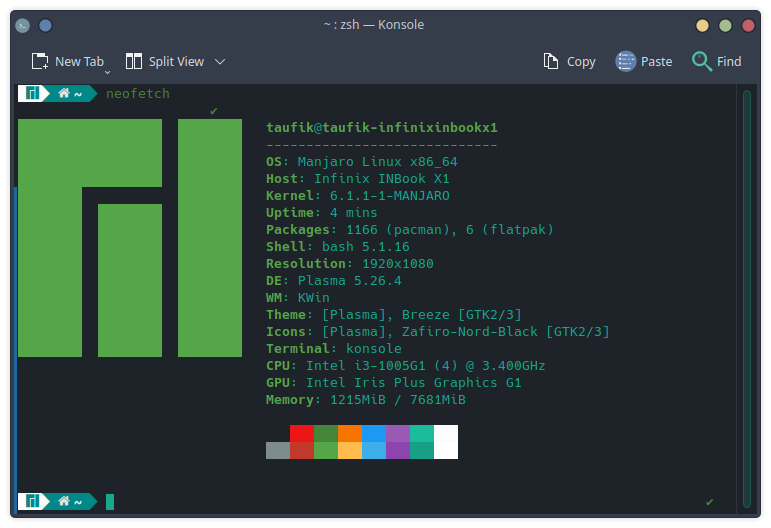 ~ : zsh — Konsole
New Tab Split View Copy Paste Find
~ neofetch
✔
taufik@taufik-infinixinbookx1
-----------------------------
OS: Manjaro Linux x86_64
Host: Infinix INBook X1
Kernel: 6.1.1-1-MANJARO
Uptime: 4 mins
Packages: 1166 (pacman), 6 (flatpak)
Shell: bash 5.1.16
Resolution: 1920x1080
DE: Plasma 5.26.4
WM: KWin
Theme: [Plasma], Breeze [GTK2/3]
Icons: [Plasma], Zafiro-Nord-Black [GTK2/3]
Terminal: konsole
CPU: Intel i3-1005G1 (4) @ 3.400GHz
GPU: Intel Iris Plus Graphics G1
Memory: 1215MiB / 7681MiB
~ ✔